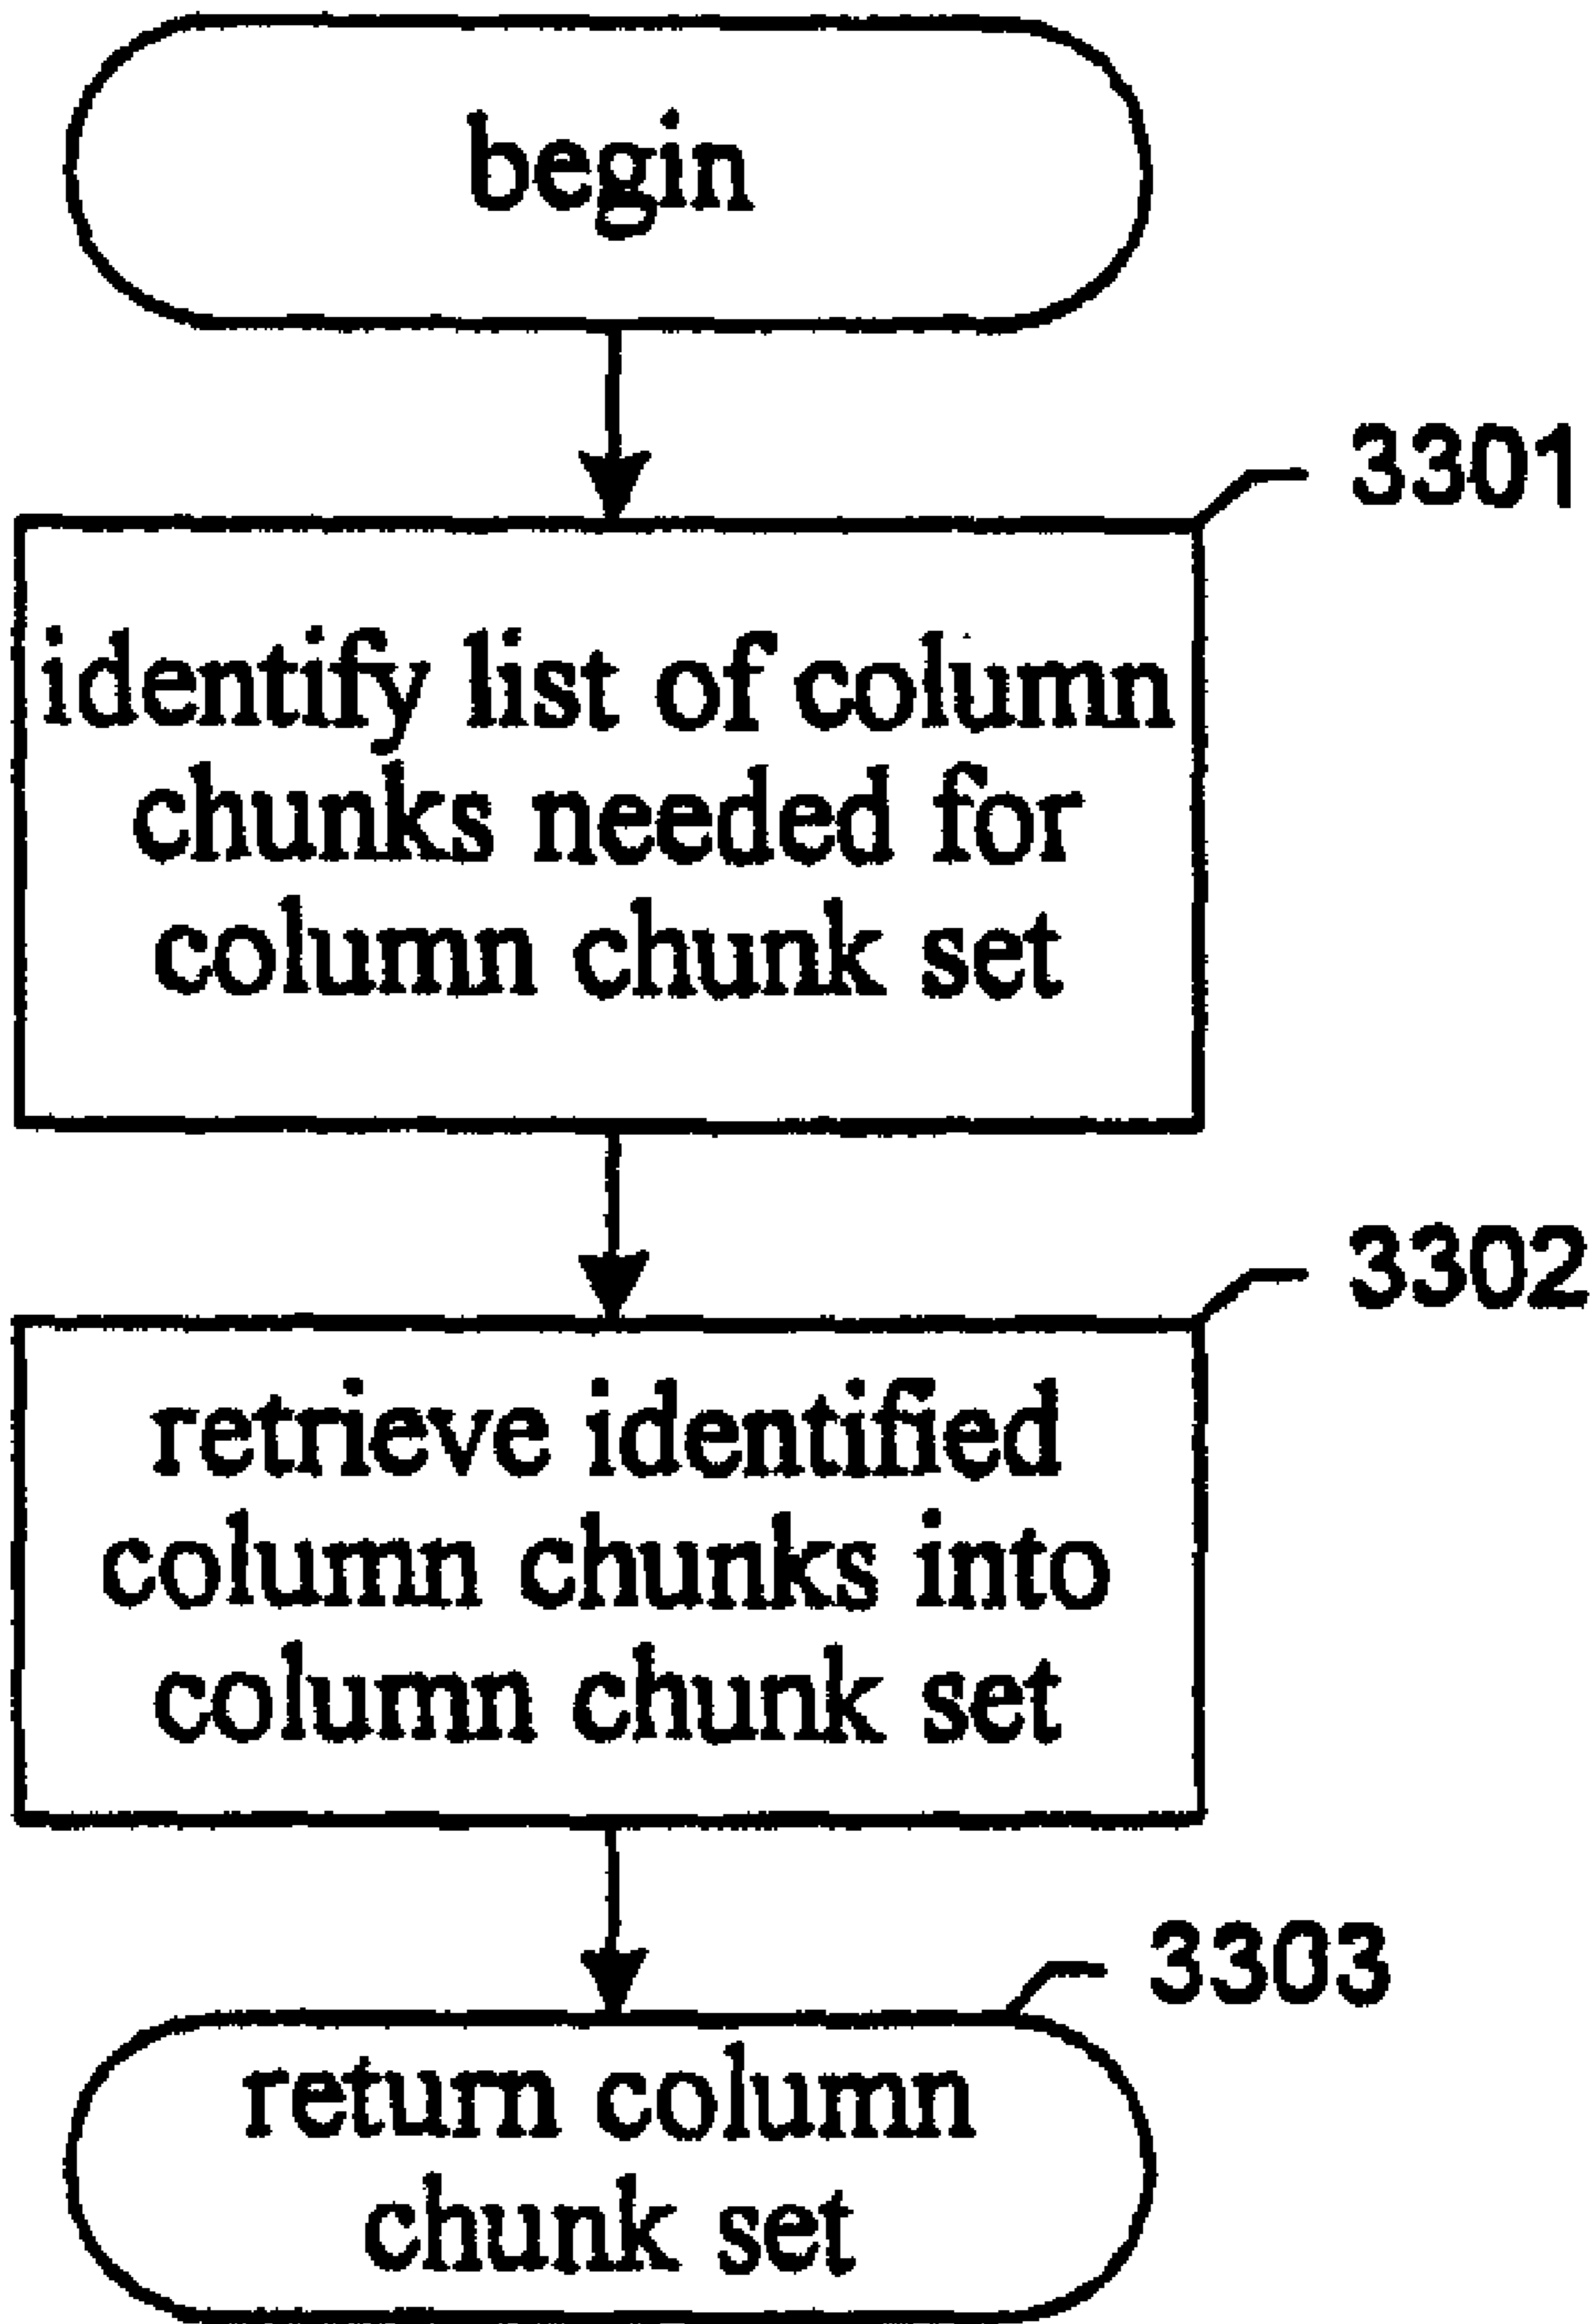 begin
3301
identify list of column
chunks needed for
column chunk set
3302
retrieve identified
column chunks into
column chunk set
3303
return column
chunk set